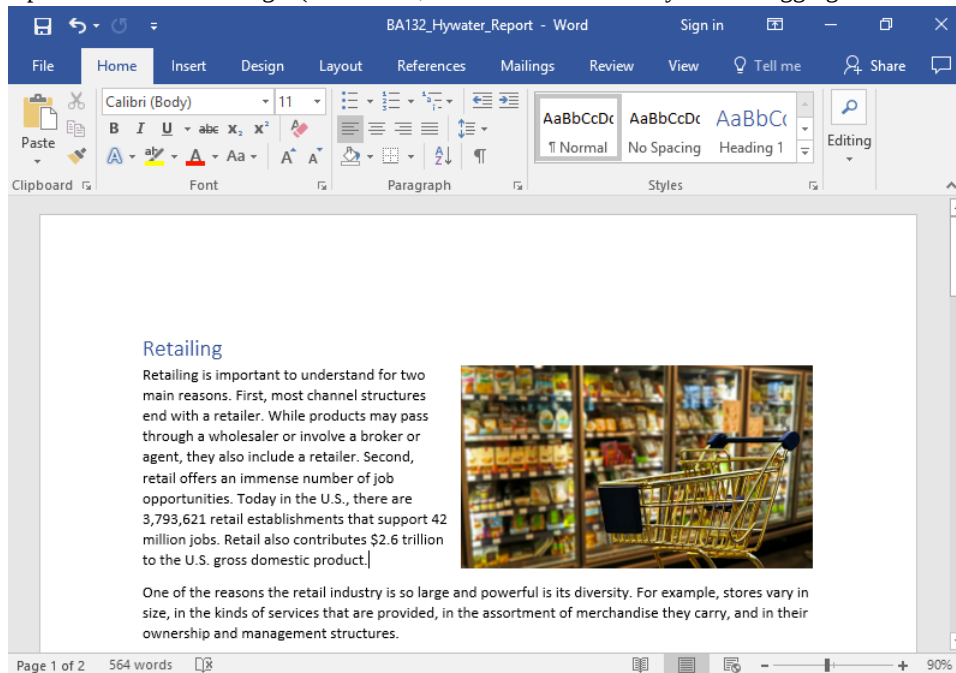 BA132_Hywater_Report - Word Sign in
File Home Insert Design Layout References Mailings Review View Tell me Share
Calibri (Body) 11
Paste
B I U abc X₂ X²
A aby A Aa A A
AaBbCcDc AaBbCcDc AaBbC
¶ Normal No Spacing Heading 1
Editing
Clipboard Font Paragraph Styles
Retailing
Retailing is important to understand for two
main reasons. First, most channel structures
end with a retailer. While products may pass
through a wholesaler or involve a broker or
agent, they also include a retailer. Second,
retail offers an immense number of job
opportunities. Today in the U.S., there are
3,793,621 retail establishments that support 42
million jobs. Retail also contributes $2.6 trillion
to the U.S. gross domestic product.
One of the reasons the retail industry is so large and powerful is its diversity. For example, stores vary in
size, in the kinds of services that are provided, in the assortment of merchandise they carry, and in their
ownership and management structures.
Page 1 of 2 564 words 90%